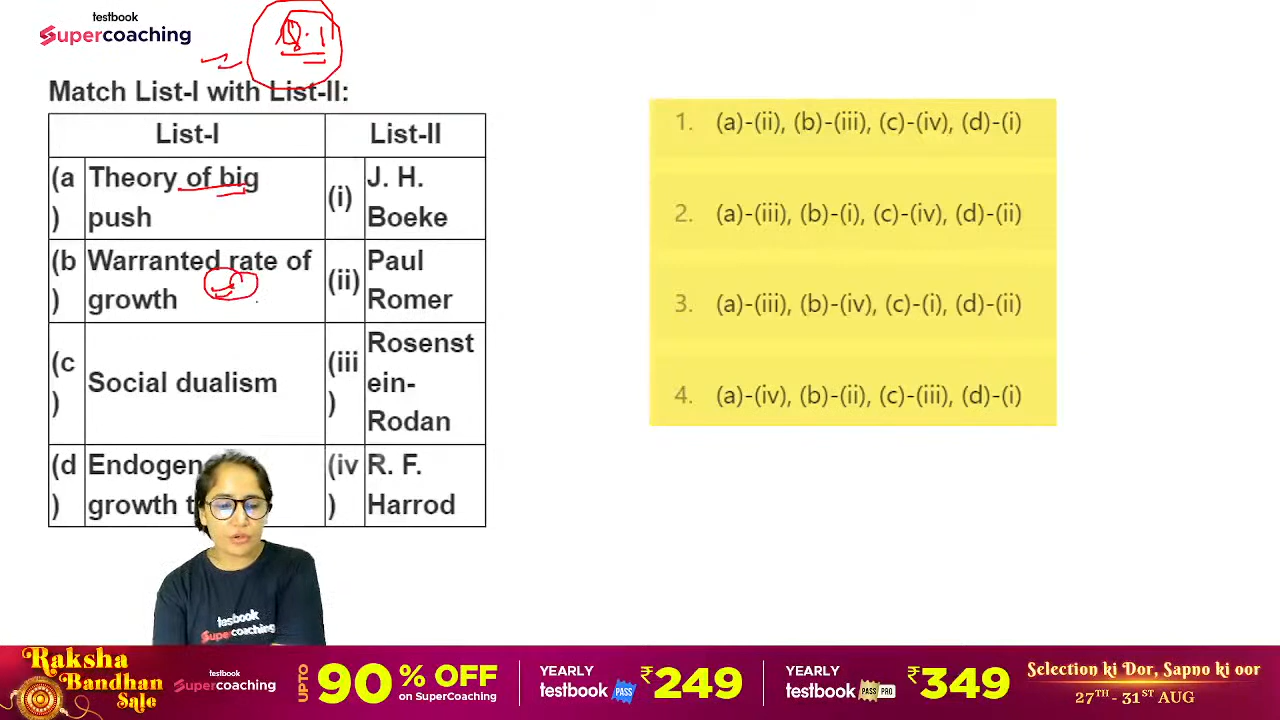 testbook
Supercoaching
Q.1
Match List-I with List-II:
List-I
List-II
(a
)
Theory of big
push
(i)
J. H.
Boeke
(b
)
Warranted rate of
growth
(ii)
Paul
Romer
(c
)
Social dualism
(iii
)
Rosenst
ein-
Rodan
(d
)
Endogen
growth t
(iv
)
R. F.
Harrod
1. (a)-(ii), (b)-(iii), (c)-(iv), (d)-(i)
2. (a)-(iii), (b)-(i), (c)-(iv), (d)-(ii)
3. (a)-(iii), (b)-(iv), (c)-(i), (d)-(ii)
4. (a)-(iv), (b)-(ii), (c)-(iii), (d)-(i)
testbook
Supercoaching
Raksha
Bandhan
Sale
testbook
Supercoaching
UPTO
90% OFF
on SuperCoaching
YEARLY
testbook PASS
₹249
YEARLY
testbook PASS PRO
₹349
Selection ki Dor, Sapno ki oor
27TH - 31ST AUG